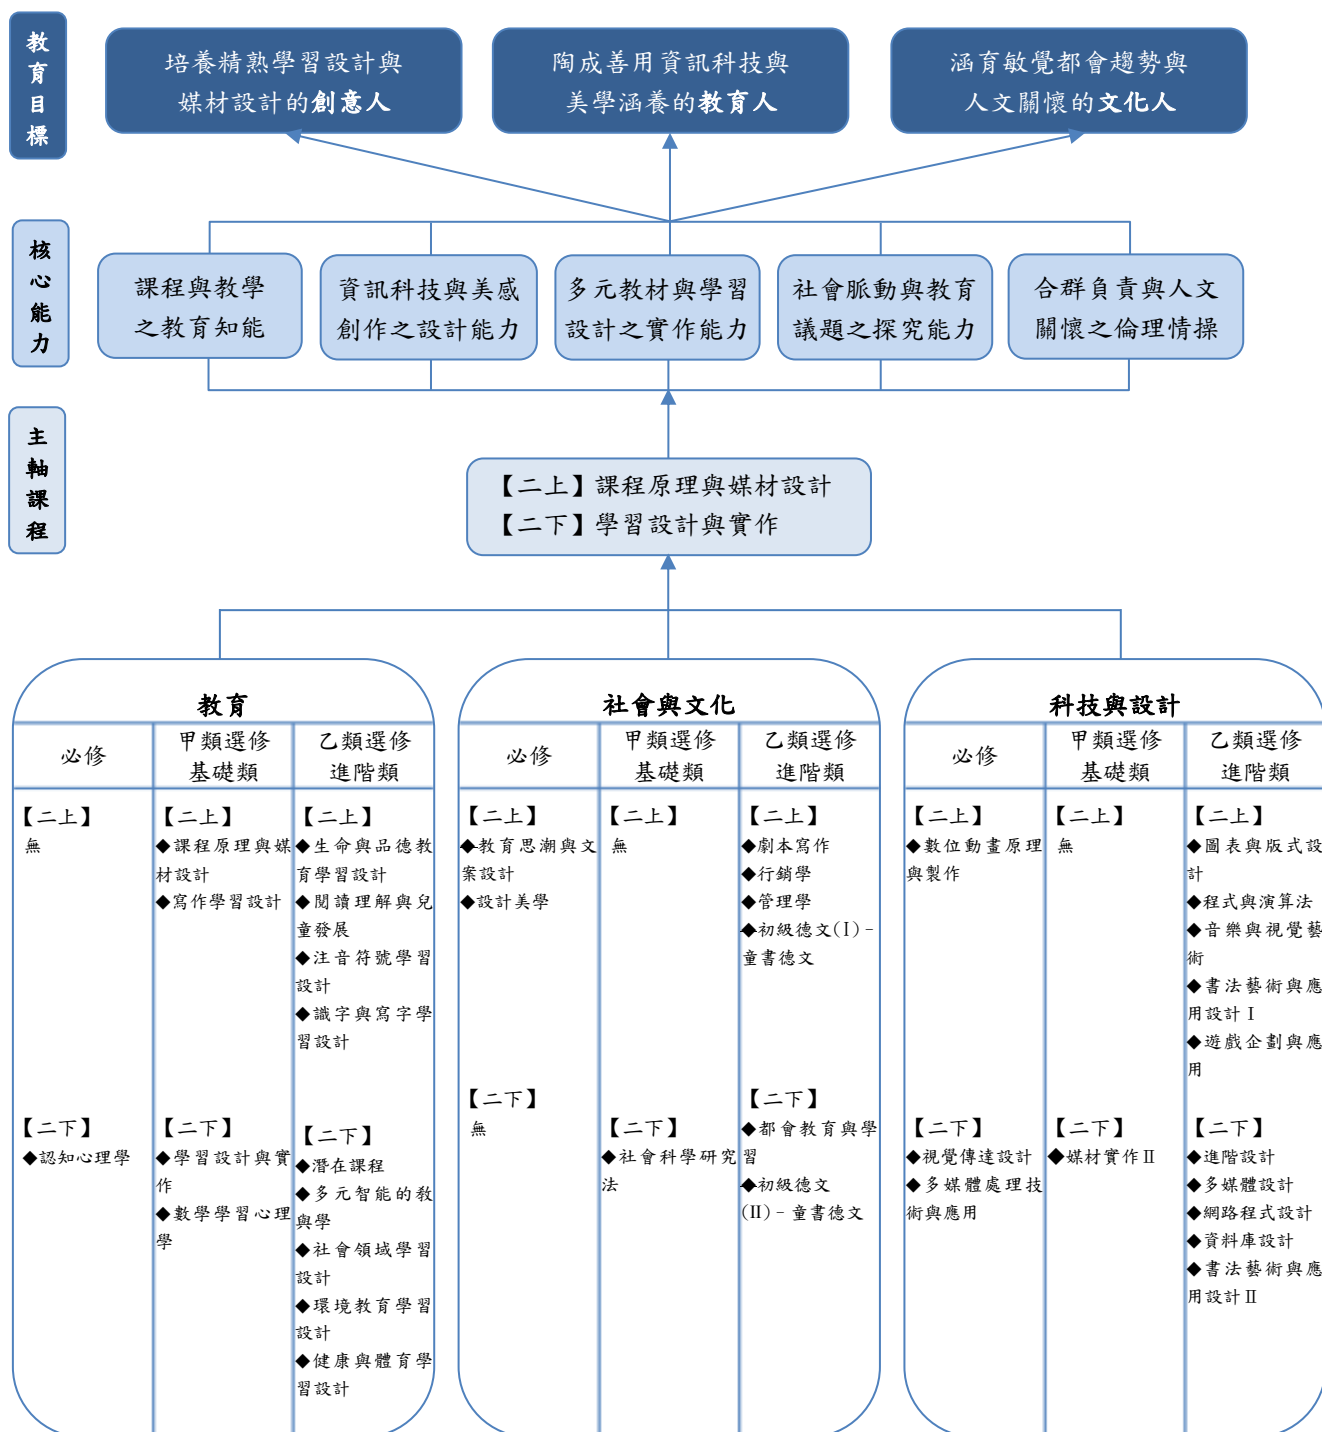 教育目標
培養精熟學習設計與
媒材設計的創意人
陶成善用資訊科技與
美學涵養的教育人
涵育敏覺都會趨勢與
人文關懷的文化人
核心能力
課程與教學
之教育知能
資訊科技與美感
創作之設計能力
多元教材與學習
設計之實作能力
社會脈動與教育
議題之探究能力
合群負責與人文
關懷之倫理情操
主軸課程
【二上】課程原理與媒材設計
【二下】學習設計與實作
教育
必修
甲類選修
基礎類
乙類選修
進階類
【二上】
無
【二下】
◆認知心理學
【二上】
◆課程原理與媒
材設計
◆寫作學習設計
【二下】
◆學習設計與實
作
◆數學學習心理
學
【二上】
◆生命與品德教
育學習設計
◆閱讀理解與兒
童發展
◆注音符號學習
設計
◆識字與寫字學
習設計
【二下】
◆潛在課程
◆多元智能的教
與學
◆社會領域學習
設計
◆環境教育學習
設計
◆健康與體育學
習設計
社會與文化
必修
甲類選修
基礎類
乙類選修
進階類
【二上】
◆教育思潮與文
案設計
◆設計美學
【二下】
無
【二上】
無
【二下】
◆社會科學研究
法
【二上】
◆劇本寫作
◆行銷學
◆管理學
◆初級德文(I)-
童書德文
【二下】
◆都會教育與學
習
◆初級德文
(II)-童書德文
科技與設計
必修
甲類選修
基礎類
乙類選修
進階類
【二上】
◆數位動畫原理
與製作
【二下】
◆視覺傳達設計
◆多媒體處理技
術與應用
【二上】
無
【二下】
◆媒材實作Ⅱ
【二上】
◆圖表與版式設
計
◆程式與演算法
◆音樂與視覺藝
術
◆書法藝術與應
用設計Ⅰ
◆遊戲企劃與應
用
【二下】
◆進階設計
◆多媒體設計
◆網路程式設計
◆資料庫設計
◆書法藝術與應
用設計Ⅱ